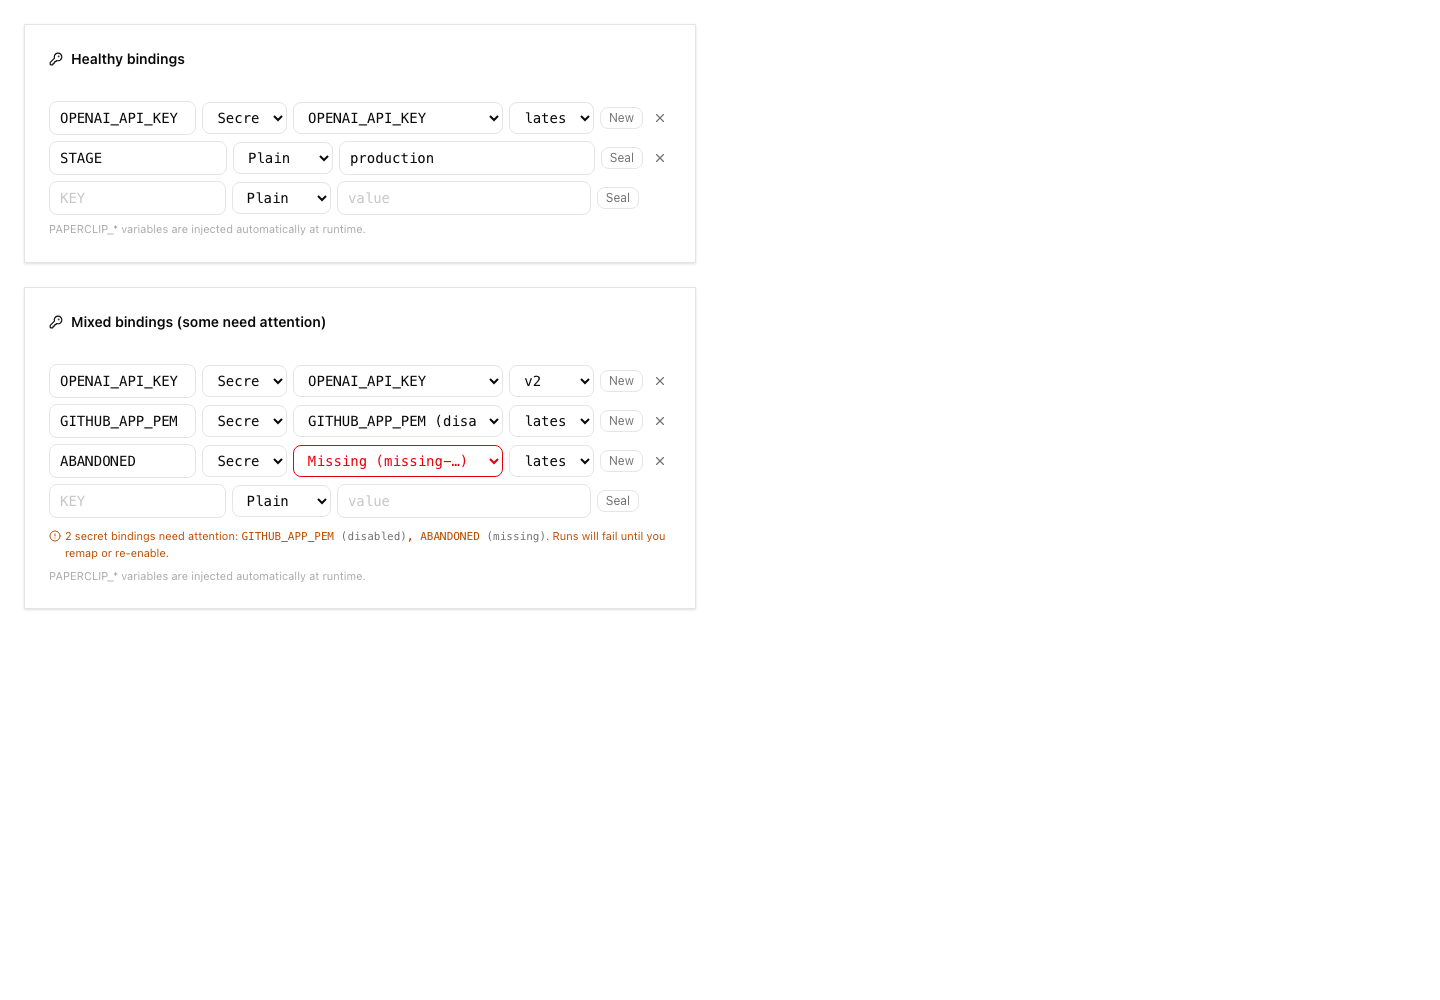 Healthy bindings
OPENAI_API_KEY Secre OPENAI_API_KEY lates New ×
STAGE Plain production Seal ×
KEY Plain value Seal
PAPERCLIP_* variables are injected automatically at runtime.
Mixed bindings (some need attention)
OPENAI_API_KEY Secre OPENAI_API_KEY v2 New ×
GITHUB_APP_PEM Secre GITHUB_APP_PEM (disa lates New ×
ABANDONED Secre Missing (missing-…) lates New ×
KEY Plain value Seal
2 secret bindings need attention: GITHUB_APP_PEM (disabled), ABANDONED (missing). Runs will fail until you
remap or re-enable.
PAPERCLIP_* variables are injected automatically at runtime.